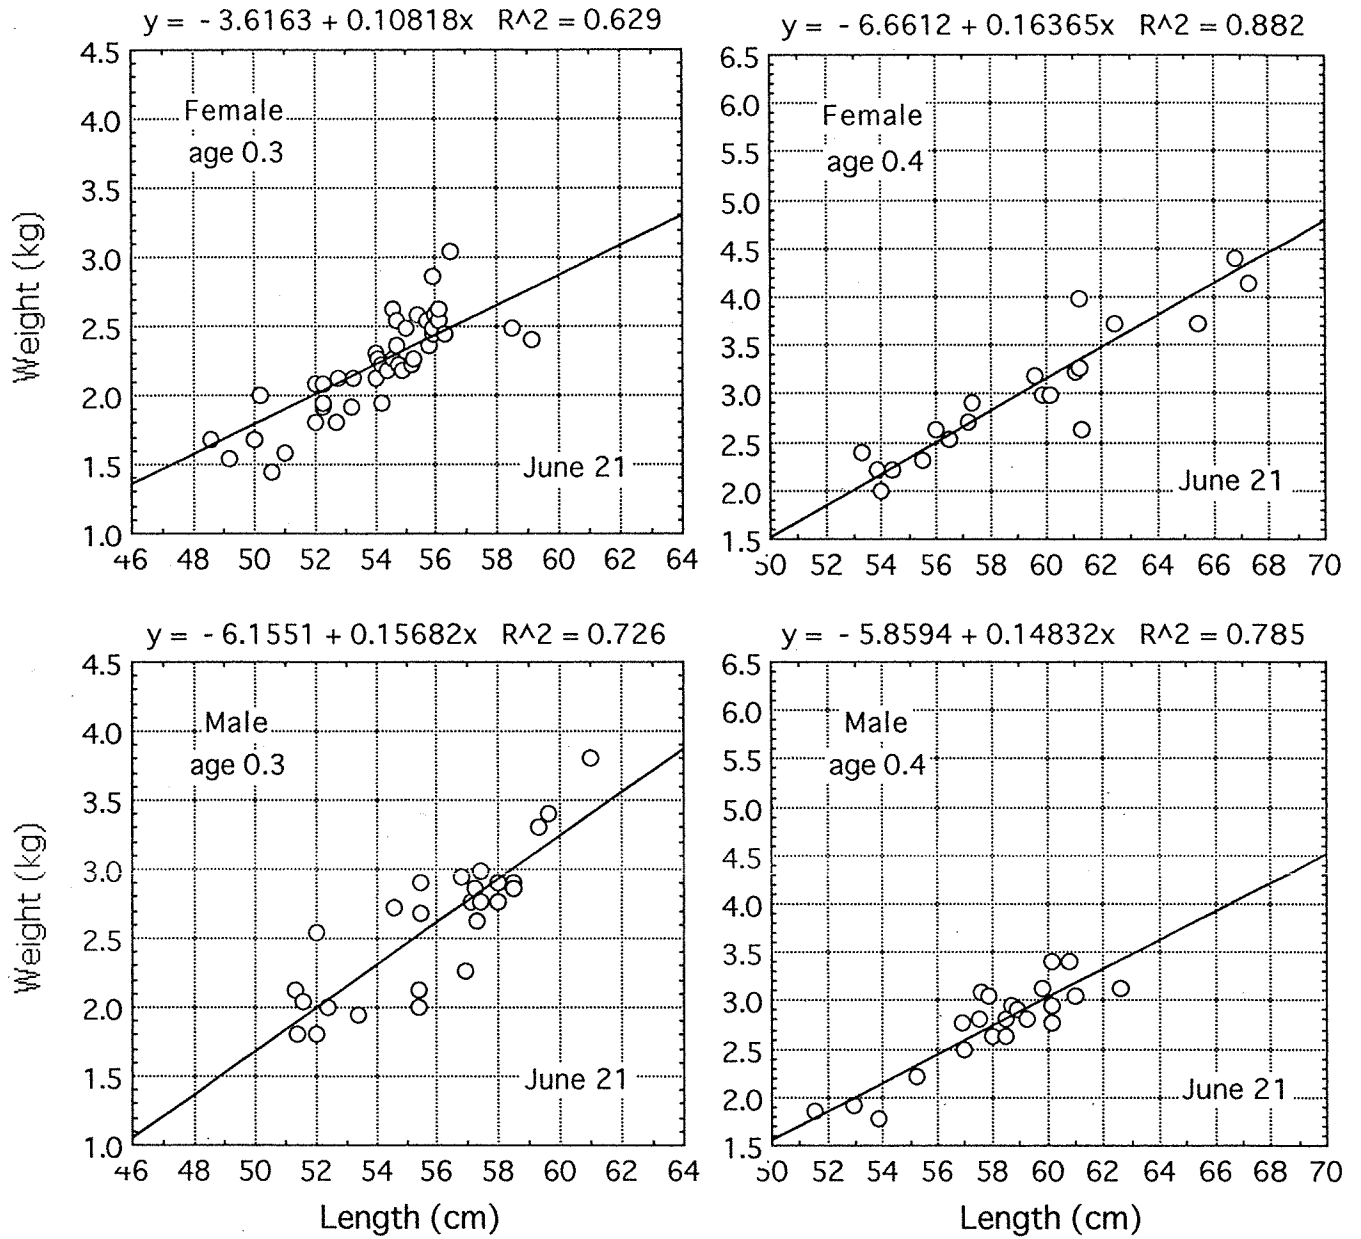 y = - 3.6163 + 0.10818x R^2 = 0.629
4.5
4.0
3.5
3.0
2.5
2.0
1.5
1.0
Weight (kg)
Female
age 0.3
June 21
46 48 50 52 54 56 58 60 62 64
y = - 6.6612 + 0.16365x R^2 = 0.882
6.5
6.0
5.5
5.0
4.5
4.0
3.5
3.0
2.5
2.0
1.5
Female
age 0.4
June 21
50 52 54 56 58 60 62 64 66 68 70
y = - 6.1551 + 0.15682x R^2 = 0.726
4.5
4.0
3.5
3.0
2.5
2.0
1.5
1.0
Weight (kg)
Male
age 0.3
June 21
46 48 50 52 54 56 58 60 62 64
Length (cm)
y = - 5.8594 + 0.14832x R^2 = 0.785
6.5
6.0
5.5
5.0
4.5
4.0
3.5
3.0
2.5
2.0
1.5
Male
age 0.4
June 21
50 52 54 56 58 60 62 64 66 68 70
Length (cm)